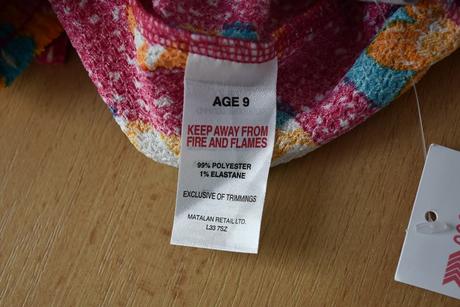 AGE 9
KEEP AWAY FROM
FIRE AND FLAMES
99% POLYESTER
1% ELASTANE
EXCLUSIVE OF TRIMMINGS
MATALAN RETAIL LTD.
L33 7SZ